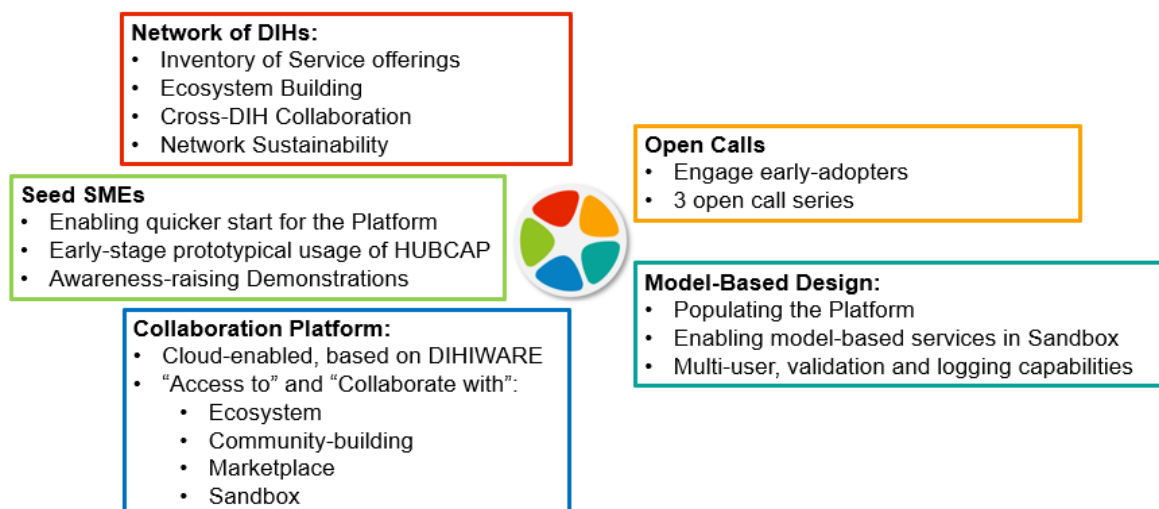 Network of DIHs:
• Inventory of Service offerings
• Ecosystem Building
• Cross-DIH Collaboration
• Network Sustainability
Open Calls
• Engage early-adopters
• 3 open call series
Seed SMEs
• Enabling quicker start for the Platform
• Early-stage prototypical usage of HUBCAP
• Awareness-raising Demonstrations
Model-Based Design:
• Populating the Platform
• Enabling model-based services in Sandbox
• Multi-user, validation and logging capabilities
Collaboration Platform:
• Cloud-enabled, based on DIHIWARE
• “Access to” and “Collaborate with”:
• Ecosystem
• Community-building
• Marketplace
• Sandbox